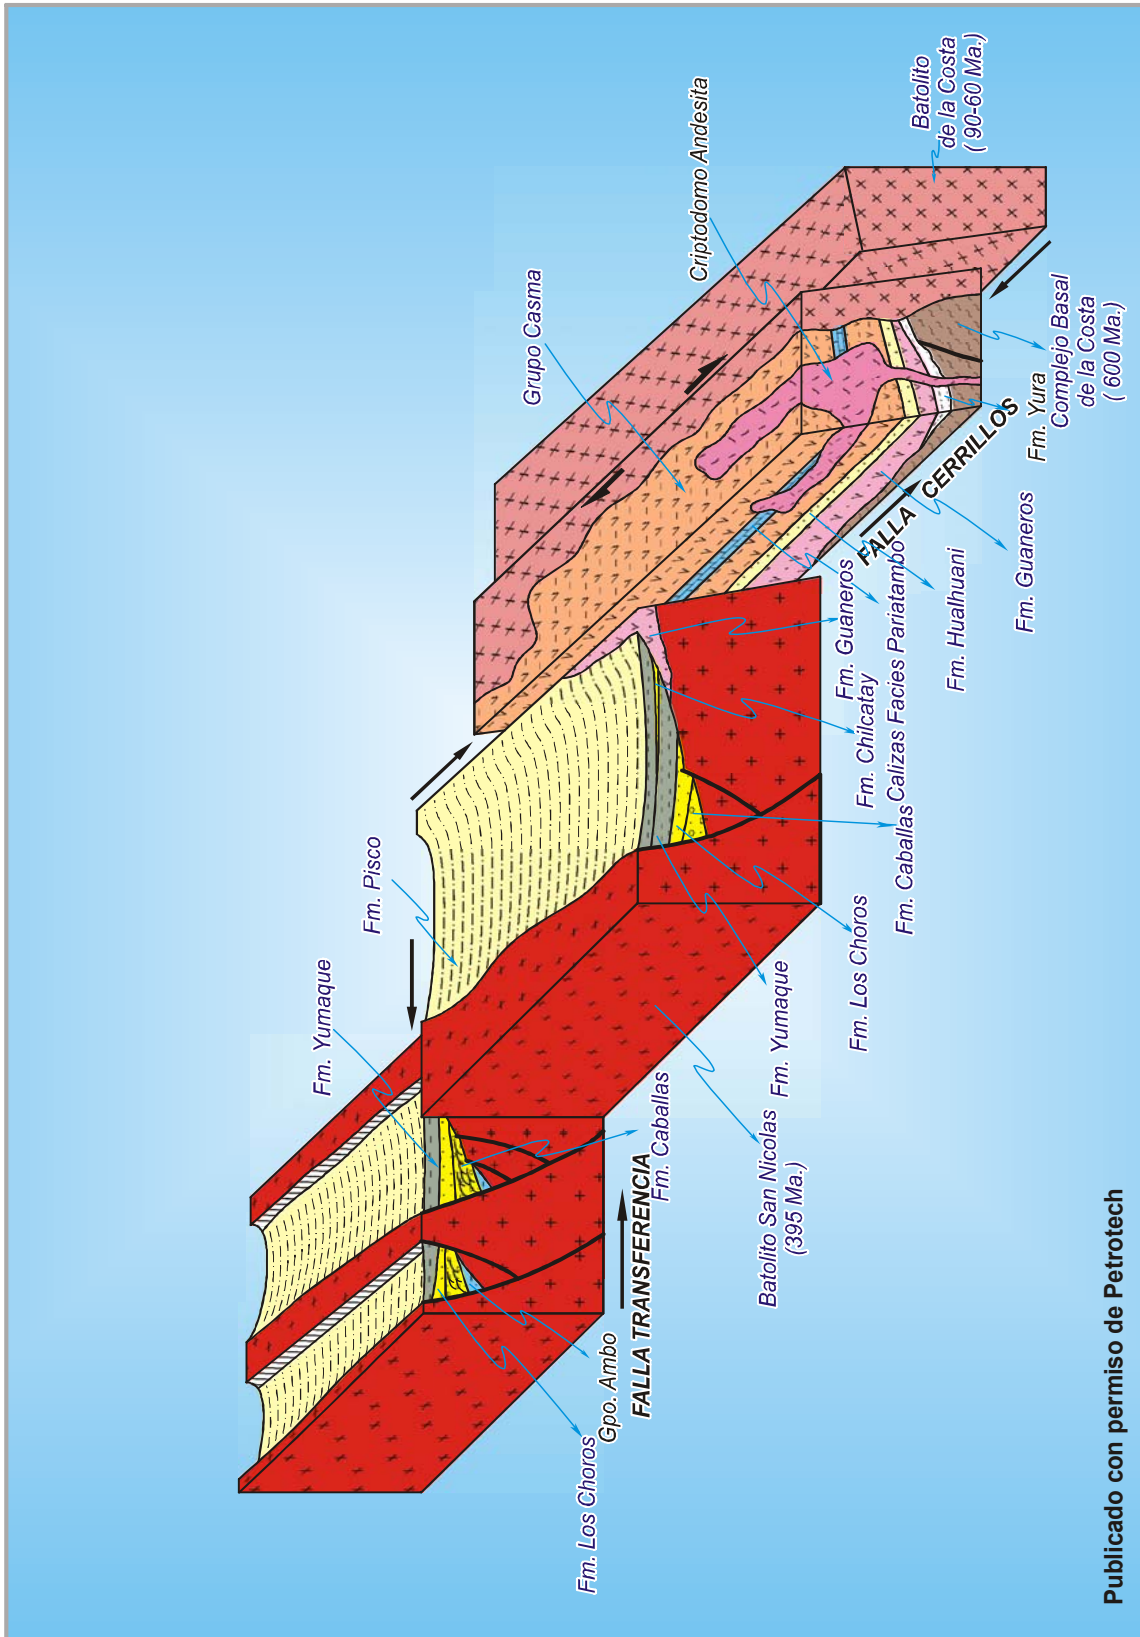 Fm. Yumaque
Fm. Pisco
Grupo Casma
Criptodomo Andesita
Batolito
de la Costa
( 90-60 Ma.)
Fm. Los Choros
Gpo. Ambo
FALLA TRANSFERENCIA
Fm. Caballas
Batolito San Nicolas
(395 Ma.)
Fm. Yumaque
Fm. Los Choros
Fm. Caballas
Fm. Chilcatay
Fm. Guaneros
Calizas Facies Pariatambo
Fm. Hualhuani
Fm. Guaneros
FALLA CERRILLOS
Fm. Yura
Complejo Basal
de la Costa
( 600 Ma.)
Publicado con permiso de Petrotech